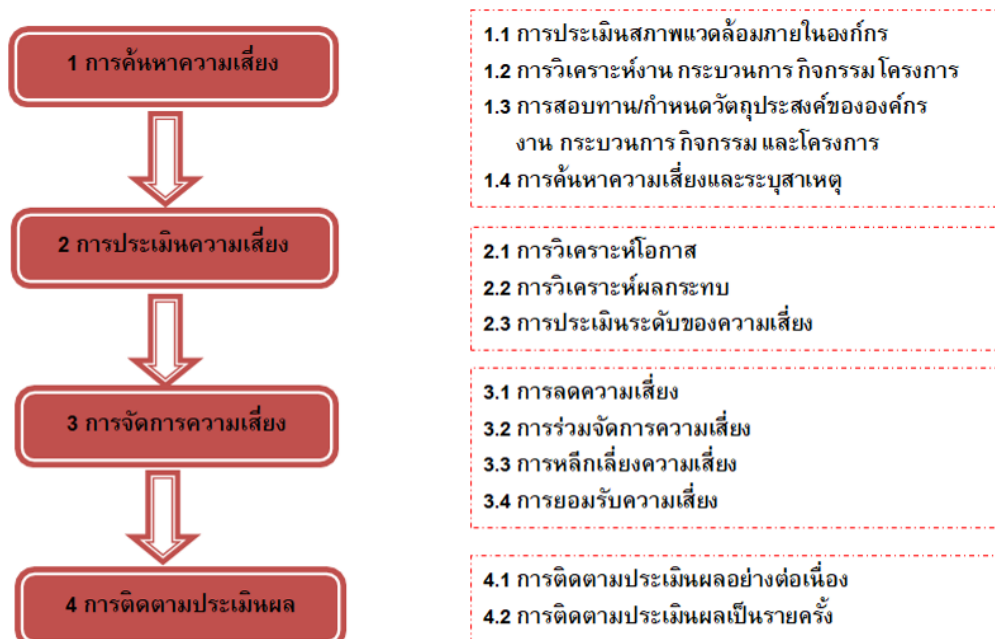 1 การค้นหาความเสี่ยง
1.1 การประเมินสภาพแวดล้อมภายในองก์กร
1.2 การวิเคราะห์งาน กระบวนการ กิจกรรม โครงการ
1.3 การสอบทาน/กำหนดวัตถุประสงค์ขององค์กร
งาน กระบวนการ กิจกรรม และโครงการ
1.4 การค้นหาความเสี่ยงและระบุสาเหตุ
2 การประเมินความเสี่ยง
2.1 การวิเคราะห์โอกาส
2.2 การวิเคราะห์ผลกระทบ
2.3 การประเมินระดับของความเสี่ยง
3 การจัดการความเสี่ยง
3.1 การลดความเสี่ยง
3.2 การร่วมจัดการความเสี่ยง
3.3 การหลีกเลี่ยงความเสี่ยง
3.4 การยอมรับความเสี่ยง
4 การติดตามประเมินผล
4.1 การติดตามประเมินผลอย่างต่อเนื่อง
4.2 การติดตามประเมินผลเป็นรายครั้ง